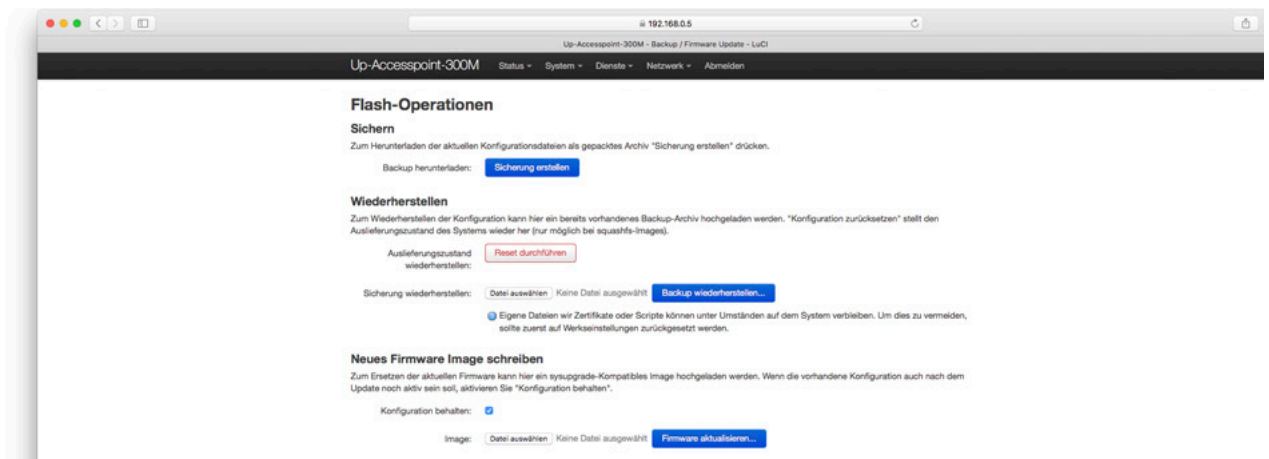 192.168.0.5
Up-Accesspoint-300M - Backup / Firmware Update - LuCI
Up-Accesspoint-300M Status System Dienste Netzwerk Abmelden
Flash-Operationen
Sichern
Zum Herunterladen der aktuellen Konfigurationsdateien als gepacktes Archiv "Sicherung erstellen" drücken.
Backup herunterladen: Sicherung erstellen
Wiederherstellen
Zum Wiederherstellen der Konfiguration kann hier ein bereits vorhandenes Backup-Archiv hochgeladen werden. "Konfiguration zurücksetzen" stellt den
Auslieferungszustand des Systems wieder her (nur möglich bei squashfs-Images).
Auslieferungszustand
wiederherstellen: Reset durchführen
Sicherung wiederherstellen: Datei auswählen Keine Datei ausgewählt Backup wiederherstellen...
Eigene Dateien wir Zertifikate oder Scripte können unter Umständen auf dem System verbleiben. Um dies zu vermeiden,
sollte zuerst auf Werkseinstellungen zurückgesetzt werden.
Neues Firmware Image schreiben
Zum Ersetzen der aktuellen Firmware kann hier ein sysupgrade-Kompatibles Image hochgeladen werden. Wenn die vorhandene Konfiguration auch nach dem
Update noch aktiv sein soll, aktivieren Sie "Konfiguration behalten".
Konfiguration behalten:
Image: Datei auswählen Keine Datei ausgewählt Firmware aktualisieren...